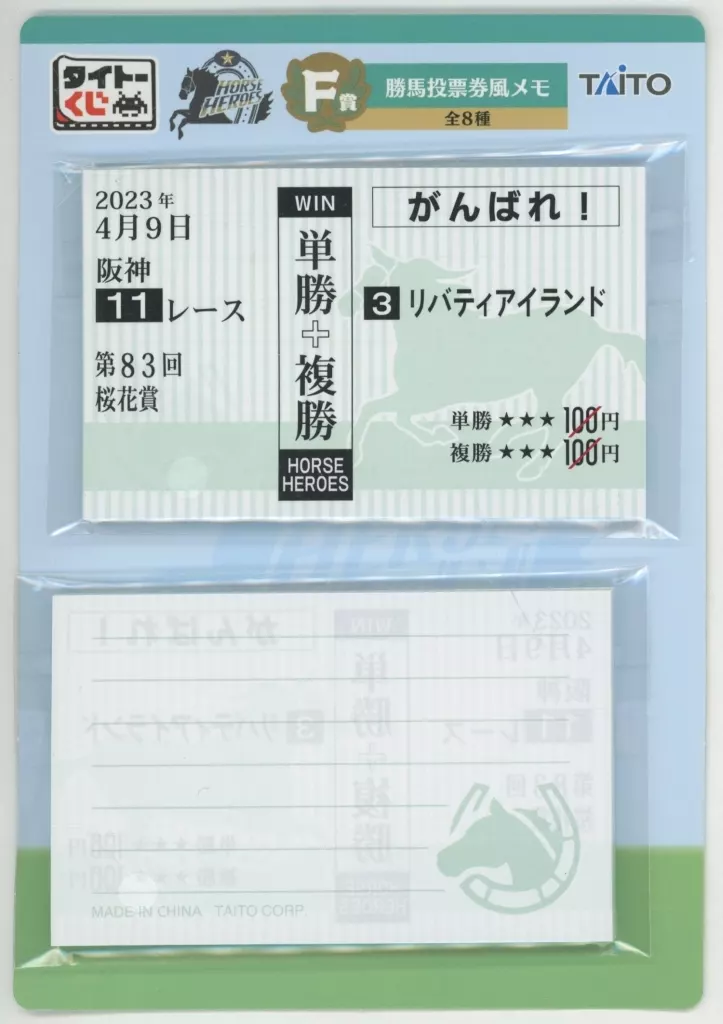 タイトー
くじ
HORSE
HEROES
F賞
勝馬投票券風メモ
全8種
TAITO
2023年
4月9日
阪神
11レース
第83回
桜花賞
WIN
単勝+複勝
HORSE
HEROES
がんばれ！
3 リバティアイランド
単勝★★★100円
複勝★★★100円
MADE IN CHINA TAITO CORP.